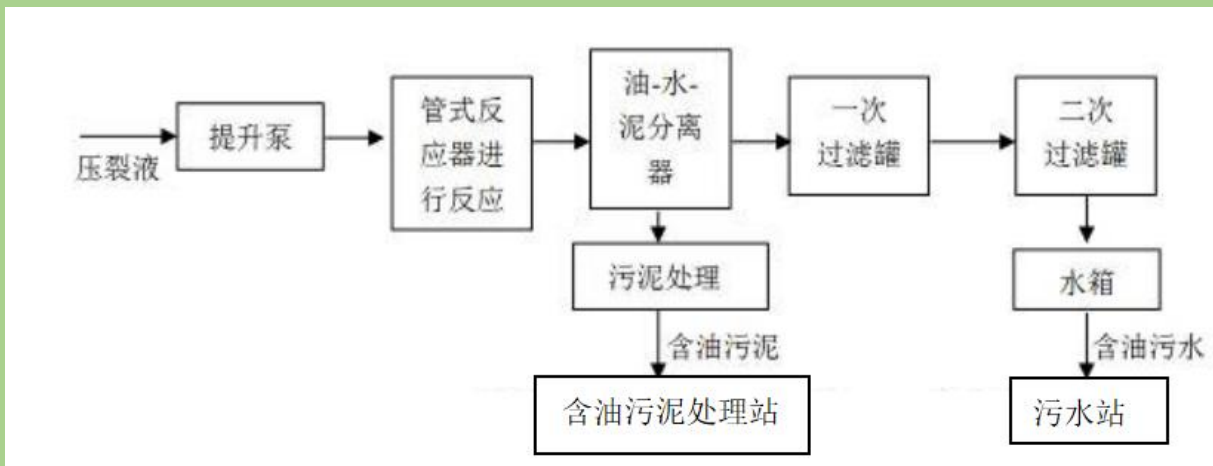 压裂液
提升泵
管式反
应器进
行反应
油-水-
泥分离
器
一次
过滤罐
二次
过滤罐
污泥处理
水箱
含油污泥
含油污水
含油污泥处理站
污水站